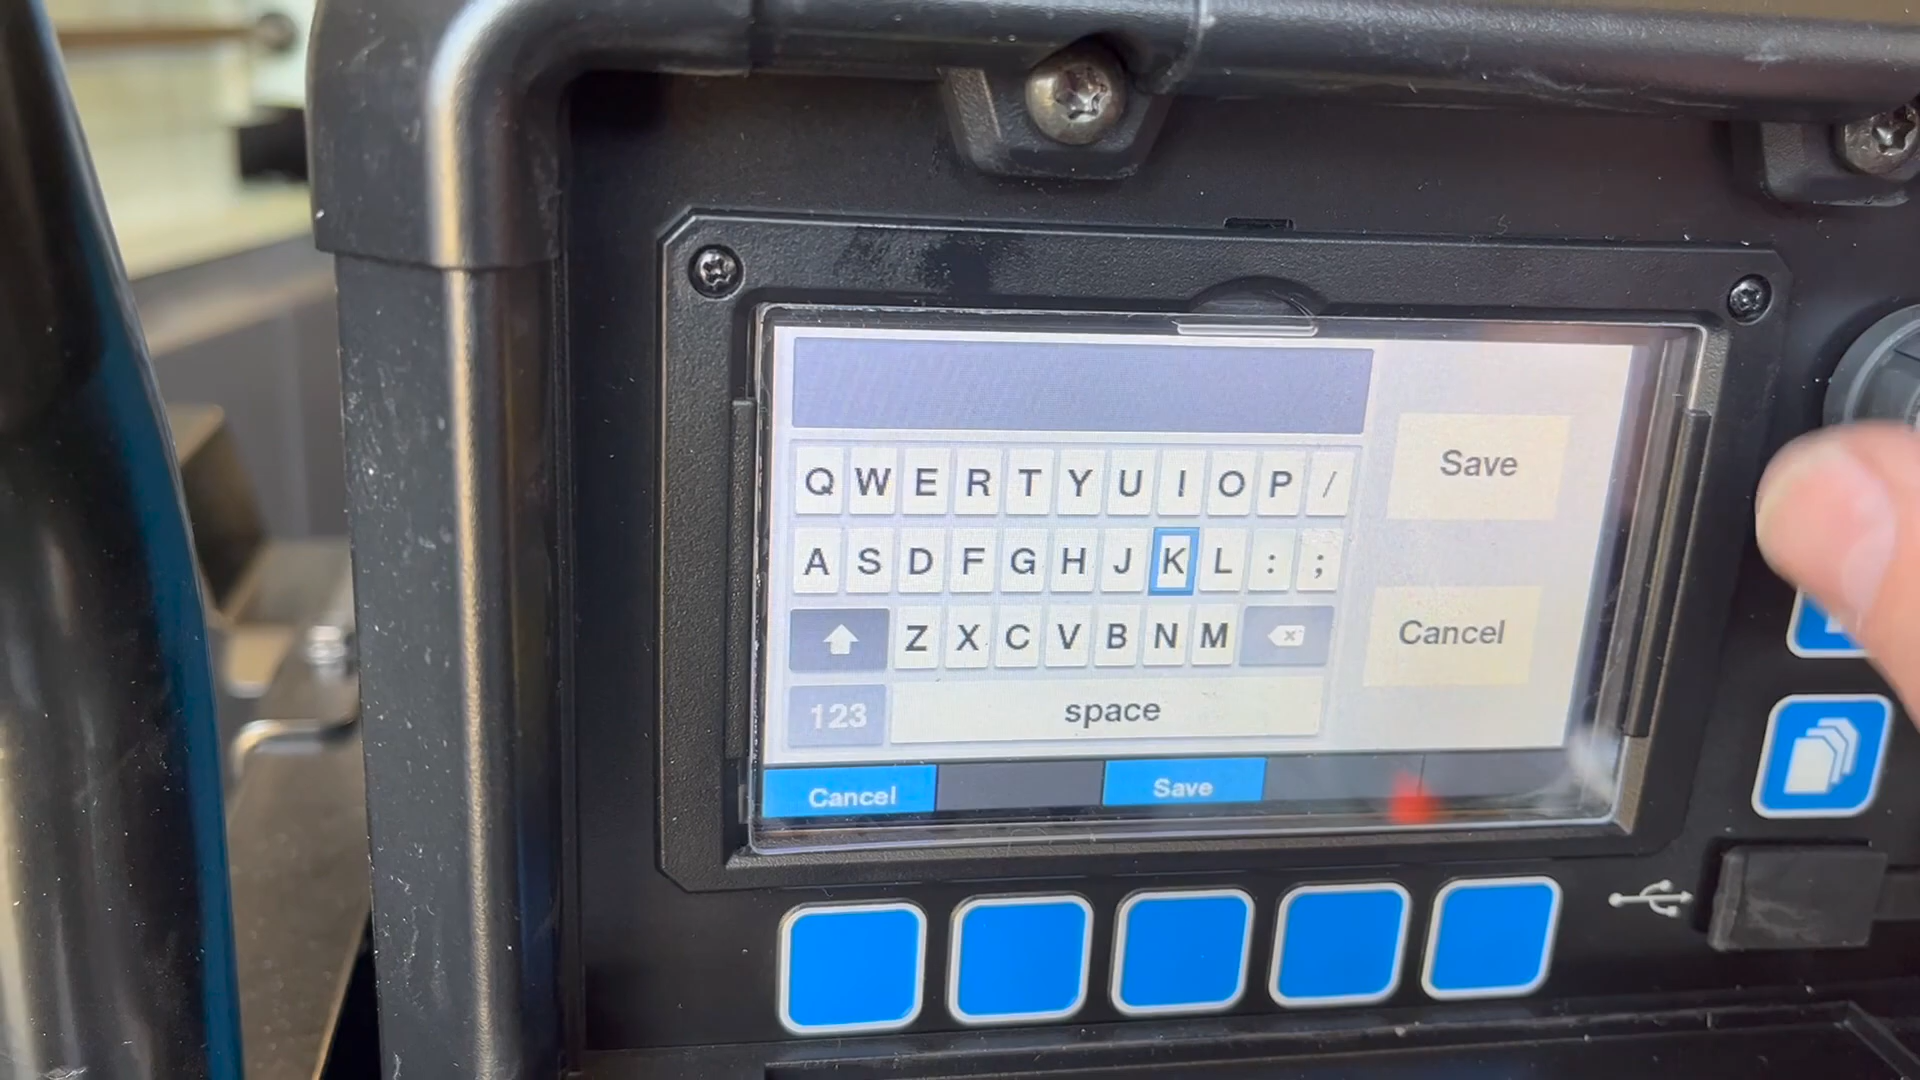 Q W E R T Y U I O P /
Save
A S D F G H J K L : ;
Z X C V B N M
Cancel
123 space
Cancel Save